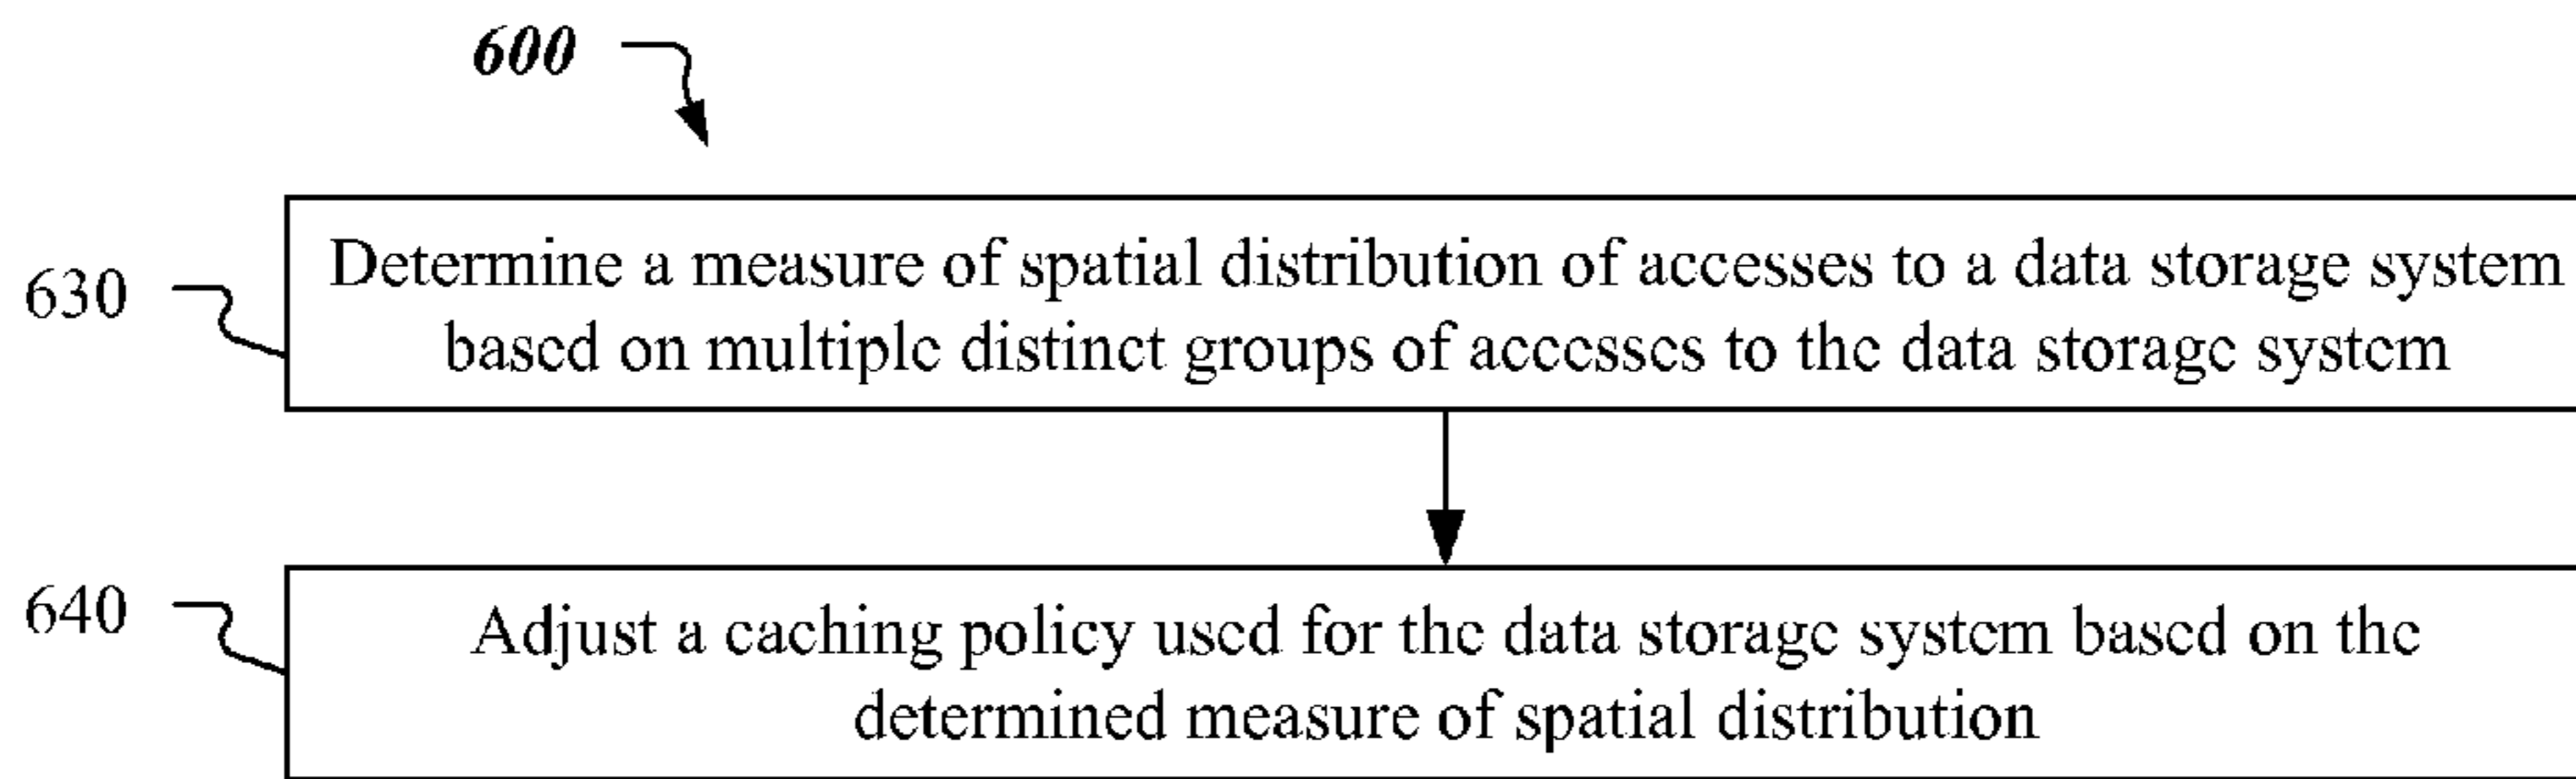 600
630
Determine a measure of spatial distribution of accesses to a data storage system
based on multiple distinct groups of accesses to the data storage system
640
Adjust a caching policy used for the data storage system based on the
determined measure of spatial distribution